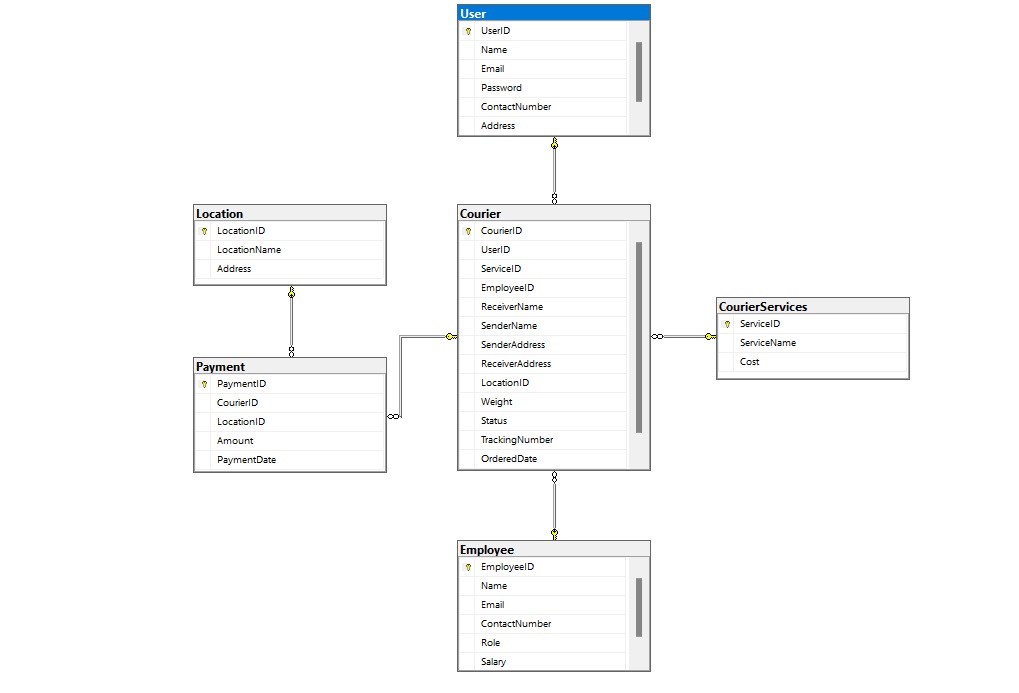 User
UserID
Name
Email
Password
ContactNumber
Address
Location
LocationID
LocationName
Address
Courier
CourierID
UserID
ServiceID
EmployeeID
ReceiverName
SenderName
SenderAddress
ReceiverAddress
LocationID
Weight
Status
TrackingNumber
OrderedDate
CourierServices
ServiceID
ServiceName
Cost
Payment
PaymentID
CourierID
LocationID
Amount
PaymentDate
Employee
EmployeeID
Name
Email
ContactNumber
Role
Salary